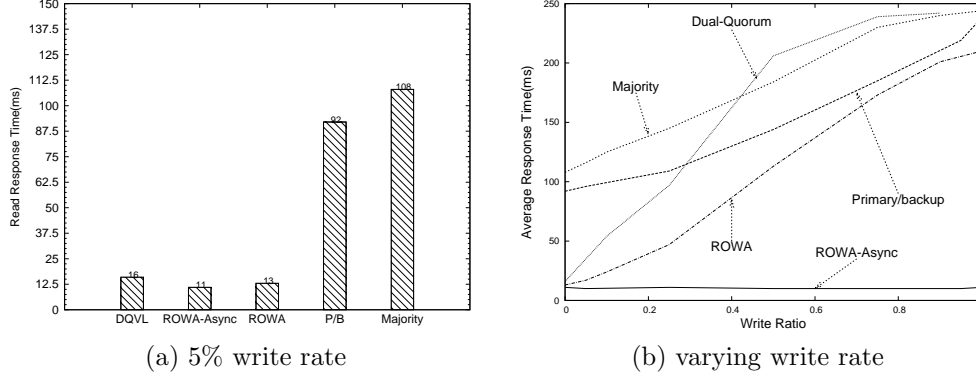 150
137.5
125
112.5
100
87.5
75
62.5
50
37.5
25
12.5
0
Read Response Time(ms)
16
11
13
92
108
DQVL
ROWA-Async
ROWA
P/B
Majority
(a) 5% write rate
250
200
150
100
50
0
Average Response Time(ms)
Dual-Quorum
Majority
Primary/backup
ROWA
ROWA-Async
0.0
0.2
0.4
0.6
0.8
Write Ratio
(b) varying write rate